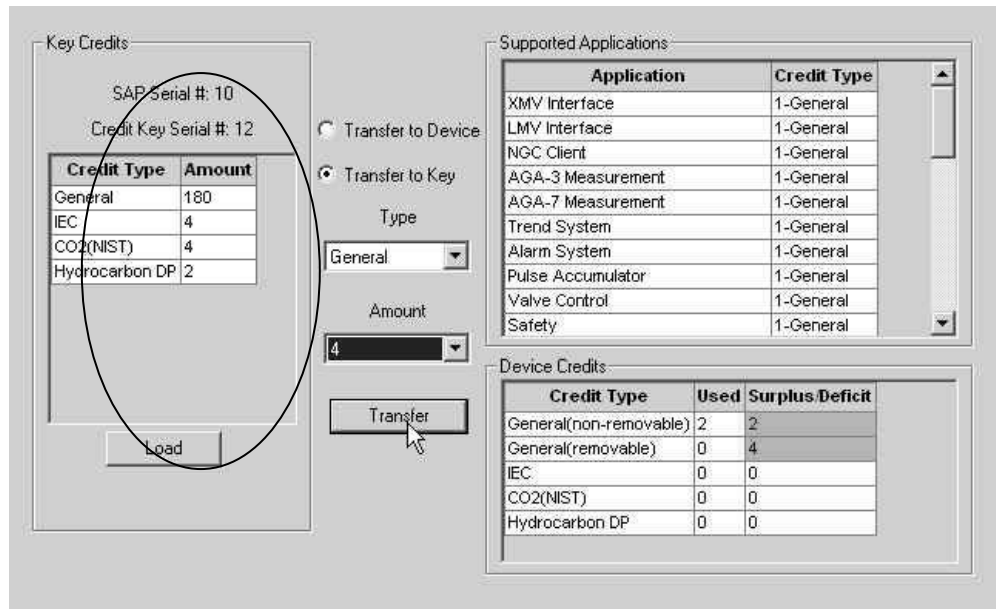 Key Credits
SAP Serial #: 10
Credit Key Serial #: 12
Credit Type Amount
General 180
IEC 4
CO2(NIST) 4
Hydrocarbon DP 2
Load
Transfer to Device
Transfer to Key
Type
General
Amount
4
Transfer
Supported Applications
Application Credit Type
XMV Interface 1-General
LMV Interface 1-General
NGC Client 1-General
AGA-3 Measurement 1-General
AGA-7 Measurement 1-General
Trend System 1-General
Alarm System 1-General
Pulse Accumulator 1-General
Valve Control 1-General
Safety 1-General
Device Credits
Credit Type Used Surplus/Deficit
General(non-removable) 2 2
General(removable) 0 4
IEC 0 0
CO2(NIST) 0 0
Hydrocarbon DP 0 0